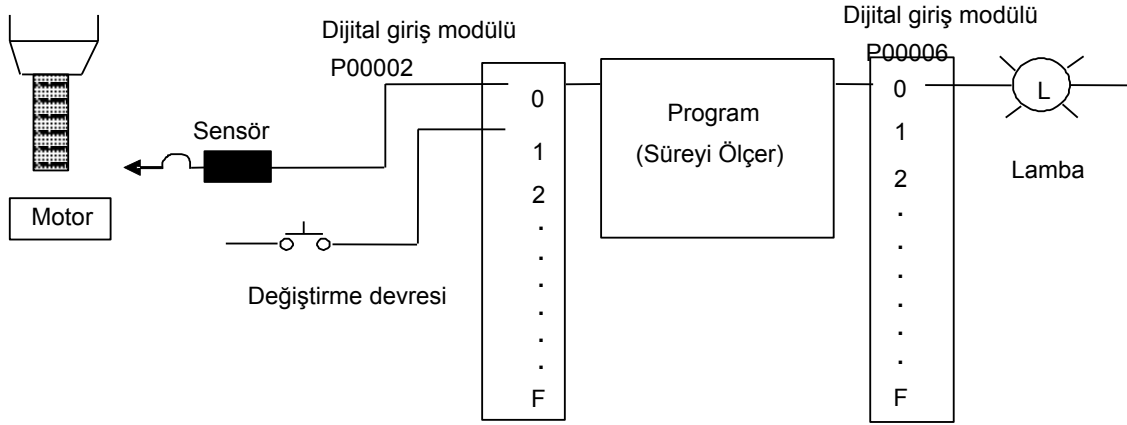 Dijital giriş modülü
P00002
Dijital giriş modülü
P00006
Sensör
Motor
Değiştirme devresi
0
1
2
.
.
.
.
.
F
Program
(Süreyi Ölçer)
0
1
2
.
.
.
.
.
.
F
L
Lamba